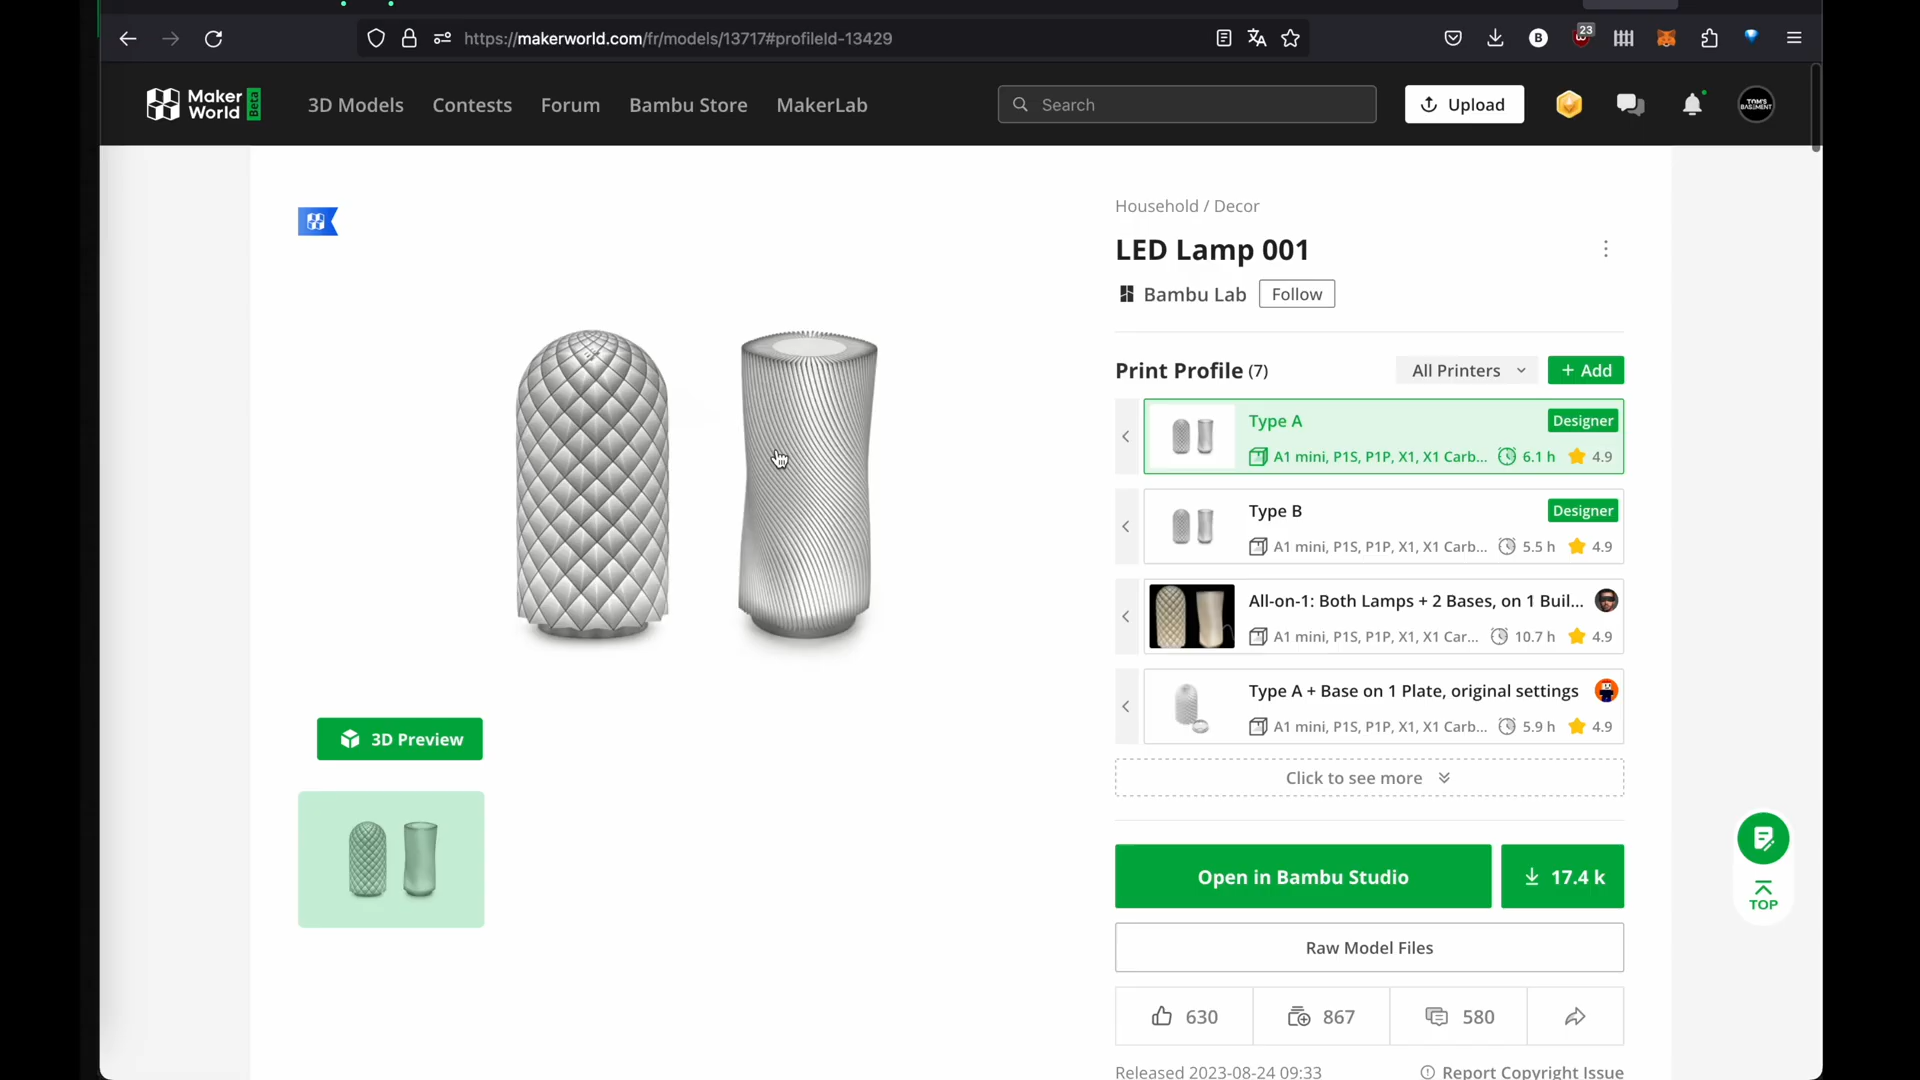 https://makerworld.com/fr/models/13717#profileId-13429
23
B
Maker
World
Beta
3D Models
Contests
Forum
Bambu Store
MakerLab
Search
Upload
TOM'S
BASEMENT
Household / Decor
LED Lamp 001
Bambu Lab
Follow
Print Profile (7)
All Printers
+ Add
Type A
Designer
A1 mini, P1S, P1P, X1, X1 Carb...
6.1 h
4.9
Type B
Designer
A1 mini, P1S, P1P, X1, X1 Carb...
5.5 h
4.9
All-on-1: Both Lamps + 2 Bases, on 1 Buil...
A1 mini, P1S, P1P, X1, X1 Car...
10.7 h
4.9
Type A + Base on 1 Plate, original settings
A1 mini, P1S, P1P, X1, X1 Carb...
5.9 h
4.9
Click to see more
3D Preview
Open in Bambu Studio
17.4 k
TOP
Raw Model Files
630
867
580
Released 2023-08-24 09:33
Report Copyright Issue